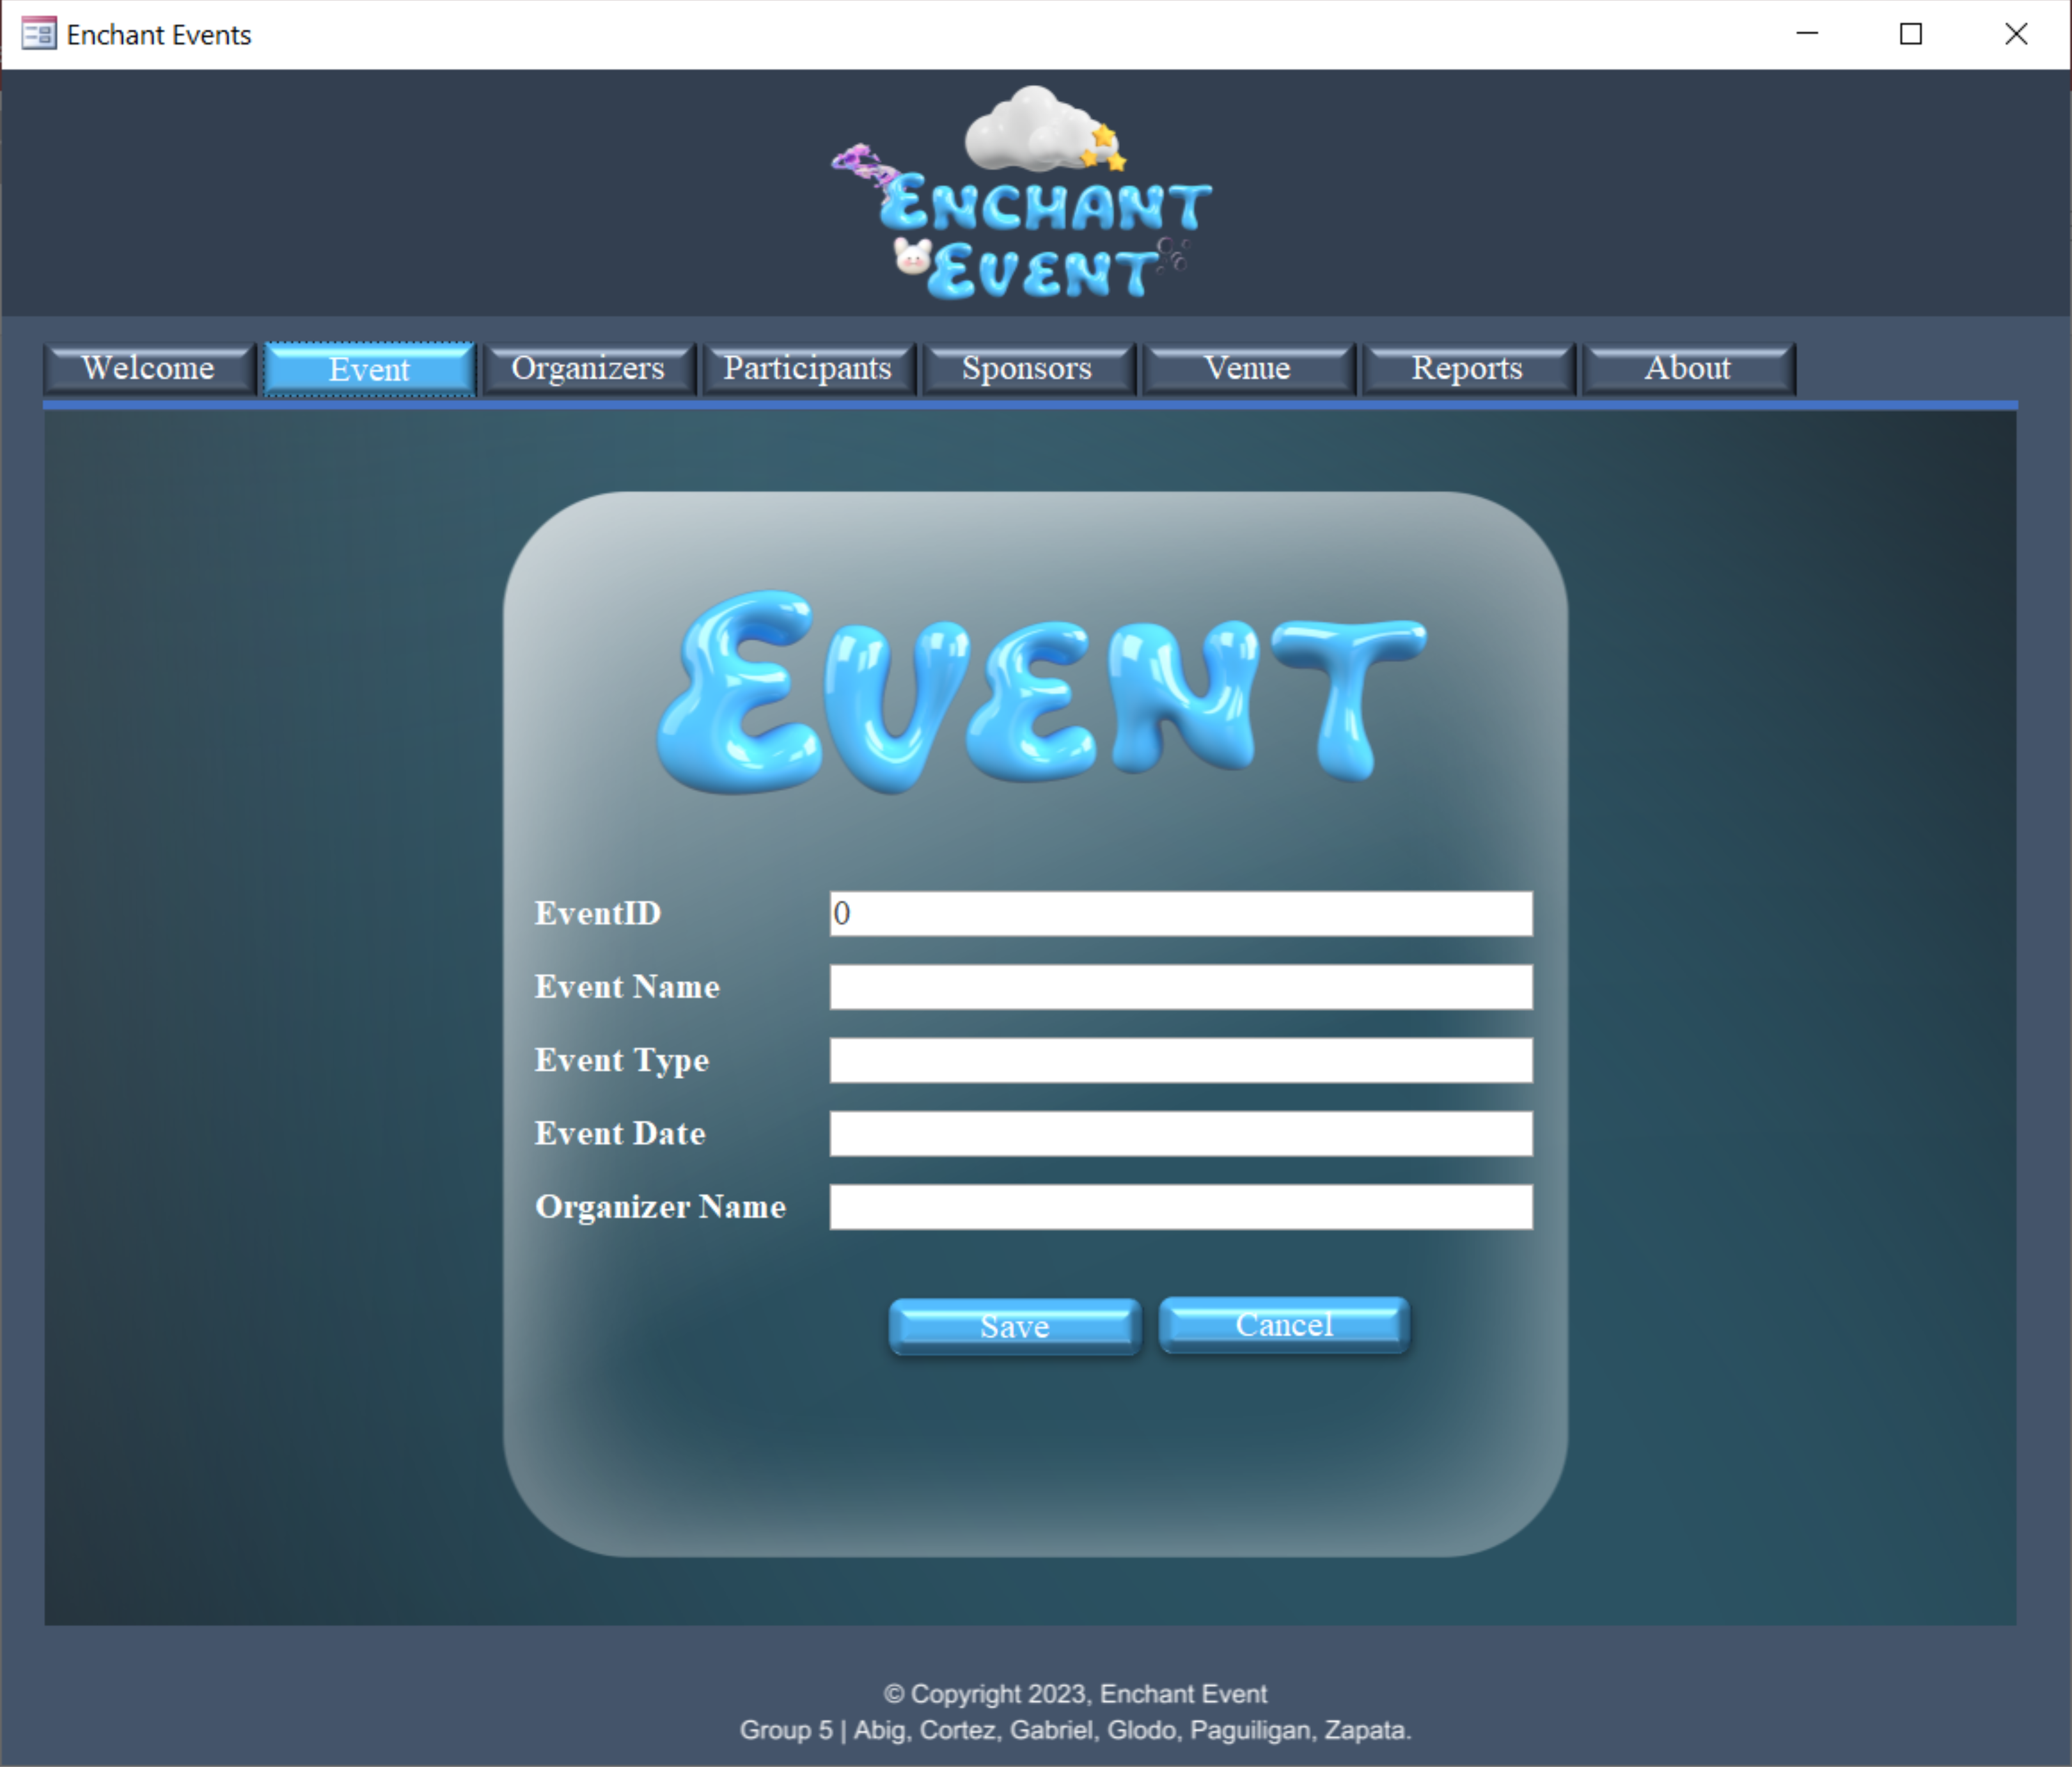 Enchant Events
ENCHANT
EVENT
Welcome Event Organizers Participants Sponsors Venue Reports About
EVENT
EventID 0
Event Name
Event Type
Event Date
Organizer Name
Save Cancel
© Copyright 2023, Enchant Event
Group 5 | Abig, Cortez, Gabriel, Glodo, Paguiligan, Zapata.